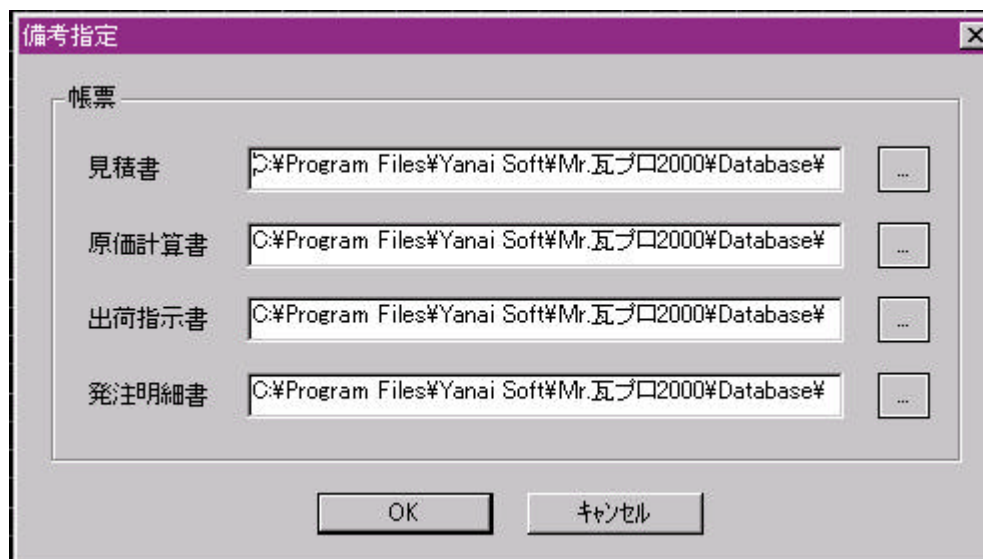 備考指定
帳票
見積書 C:¥Program Files¥Yanai Soft¥Mr.瓦プロ2000¥Database¥ ...
原価計算書 C:¥Program Files¥Yanai Soft¥Mr.瓦プロ2000¥Database¥ ...
出荷指示書 C:¥Program Files¥Yanai Soft¥Mr.瓦プロ2000¥Database¥ ...
発注明細書 C:¥Program Files¥Yanai Soft¥Mr.瓦プロ2000¥Database¥ ...
OK ｷｬﾝｾﾙ